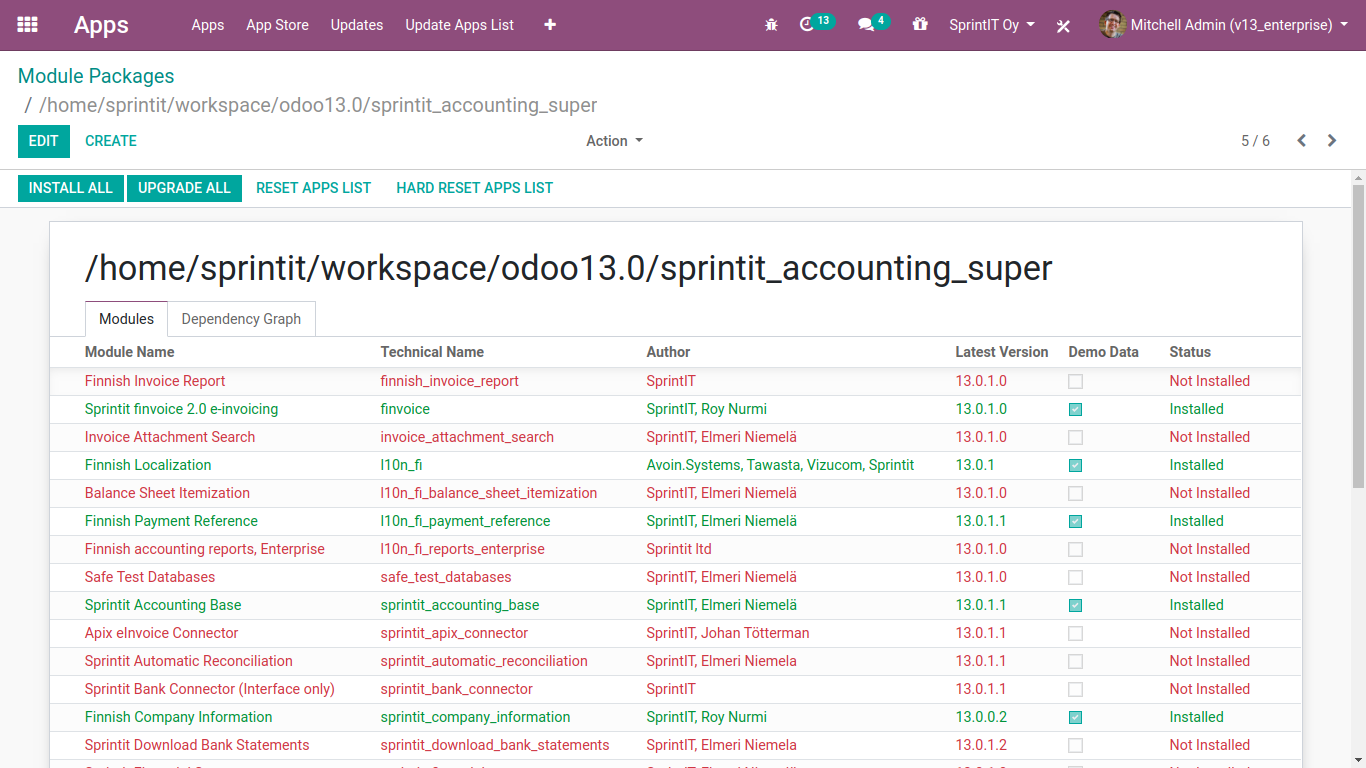 Apps Apps App Store Updates Update Apps List 13 4 SprintIT Oy Mitchell Admin (v13_enterprise)
Module Packages
/ /home/sprintit/workspace/odoo13.0/sprintit_accounting_super
EDIT CREATE Action 5 / 6
INSTALL ALL UPGRADE ALL RESET APPS LIST HARD RESET APPS LIST
/home/sprintit/workspace/odoo13.0/sprintit_accounting_super
Modules Dependency Graph
Module Name Technical Name Author Latest Version Demo Data Status
Finnish Invoice Report finnish_invoice_report SprintIT 13.0.1.0 Not Installed
Sprintit finvoice 2.0 e-invoicing finvoice SprintIT, Roy Nurmi 13.0.1.0 Installed
Invoice Attachment Search invoice_attachment_search SprintIT, Elmeri Niemelä 13.0.1.0 Not Installed
Finnish Localization l10n_fi Avoin.Systems, Tawasta, Vizucom, Sprintit 13.0.1 Installed
Balance Sheet Itemization l10n_fi_balance_sheet_itemization SprintIT, Elmeri Niemelä 13.0.1.0 Not Installed
Finnish Payment Reference l10n_fi_payment_reference SprintIT, Elmeri Niemelä 13.0.1.1 Installed
Finnish accounting reports, Enterprise l10n_fi_reports_enterprise Sprintit ltd 13.0.1.0 Not Installed
Safe Test Databases safe_test_databases SprintIT, Elmeri Niemelä 13.0.1.0 Not Installed
Sprintit Accounting Base sprintit_accounting_base SprintIT, Elmeri Niemelä 13.0.1.1 Installed
Apix eInvoice Connector sprintit_apix_connector SprintIT, Johan Tötterman 13.0.1.1 Not Installed
Sprintit Automatic Reconciliation sprintit_automatic_reconciliation SprintIT, Elmeri Niemela 13.0.1.1 Not Installed
Sprintit Bank Connector (Interface only) sprintit_bank_connector SprintIT 13.0.1.1 Not Installed
Finnish Company Information sprintit_company_information SprintIT, Roy Nurmi 13.0.0.2 Installed
Sprintit Download Bank Statements sprintit_download_bank_statements SprintIT, Elmeri Niemela 13.0.1.2 Not Installed